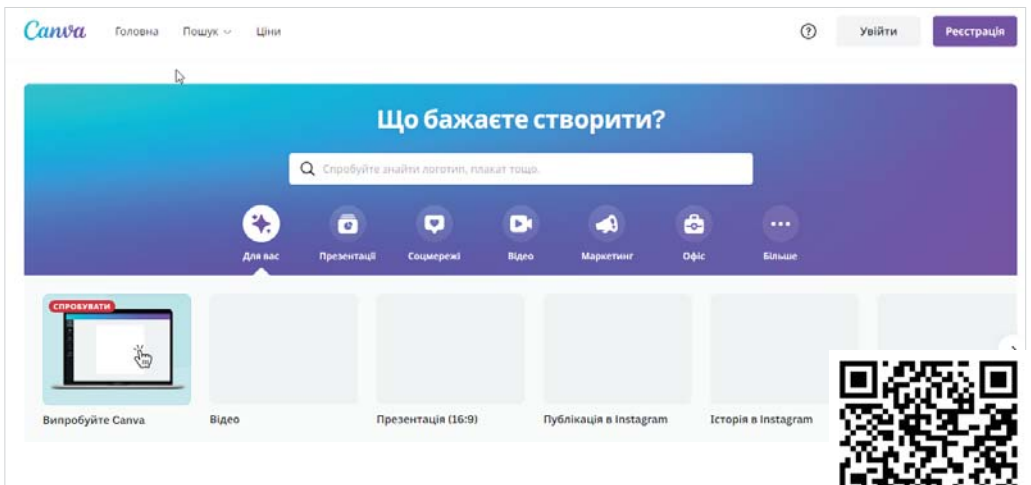 Canva Головна Пошук Ціни ? Увійти Реєстрація
Що бажаєте створити?
Спробуйте знайти логотип, плакат тощо.
Для вас Презентації Соцмережі Відео Маркетинг Офіс Більше
СПРОБУВАТИ
Випробуйте Canva Відео Презентація (16:9) Публікація в Instagram Історія в Instagram